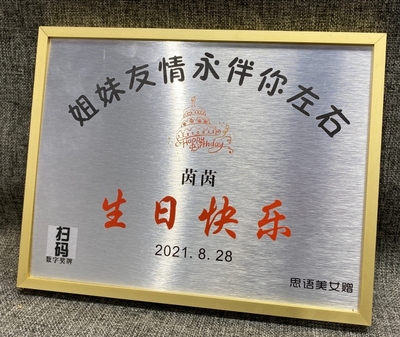 姐妹友情永伴你左右
Happy Birthday
茵茵
生日快乐
2021.8.28
扫码
数字奖牌
思语美女赠